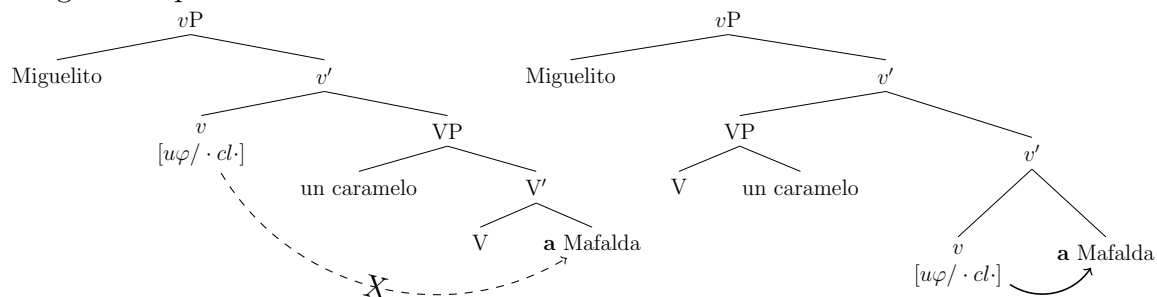 vP
Miguelito
v′
v
[uφ/ · cl·]
VP
un caramelo
V′
V
a Mafalda
X
vP
Miguelito
v′
VP
V
un caramelo
v′
v
[uφ/ · cl·]
a Mafalda